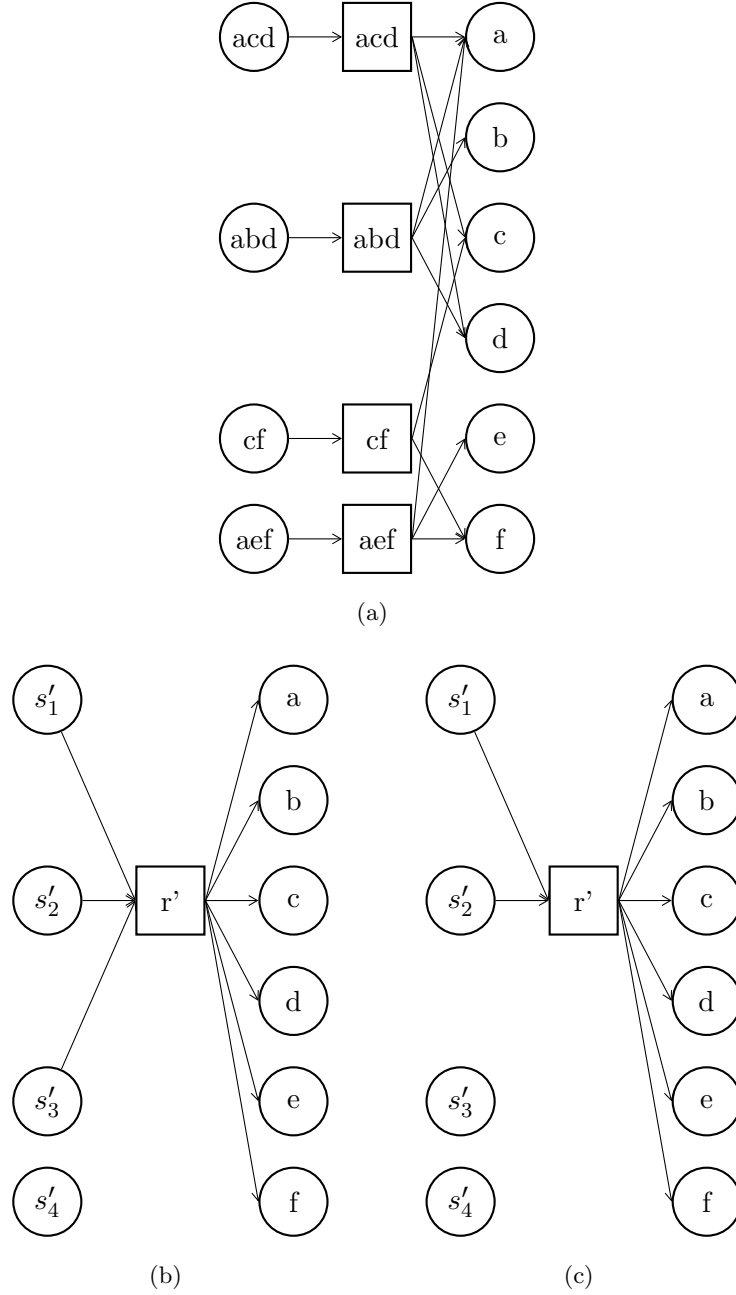 acd acd a
b
abd abd c
d
cf cf e
aef aef f
(a)
s′₁ a
b
s′₂ r' c
d
s′₃ e
s′₄ f
(b)
s′₁ a
b
s′₂ r' c
d
s′₃ e
s′₄ f
(c)